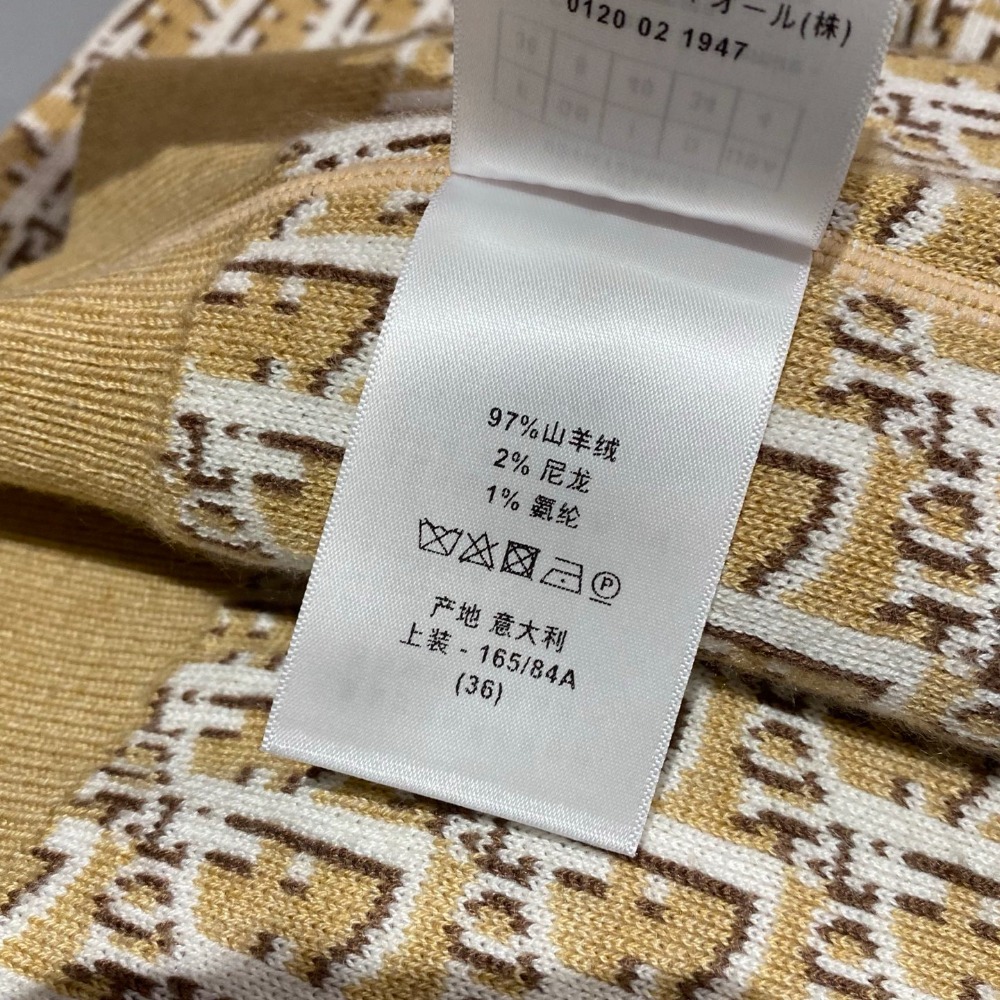 オール(株)
0120 02 1947
97%山羊绒
2% 尼龙
1% 氨纶
P
产地 意大利
上装 - 165/84A
(36)